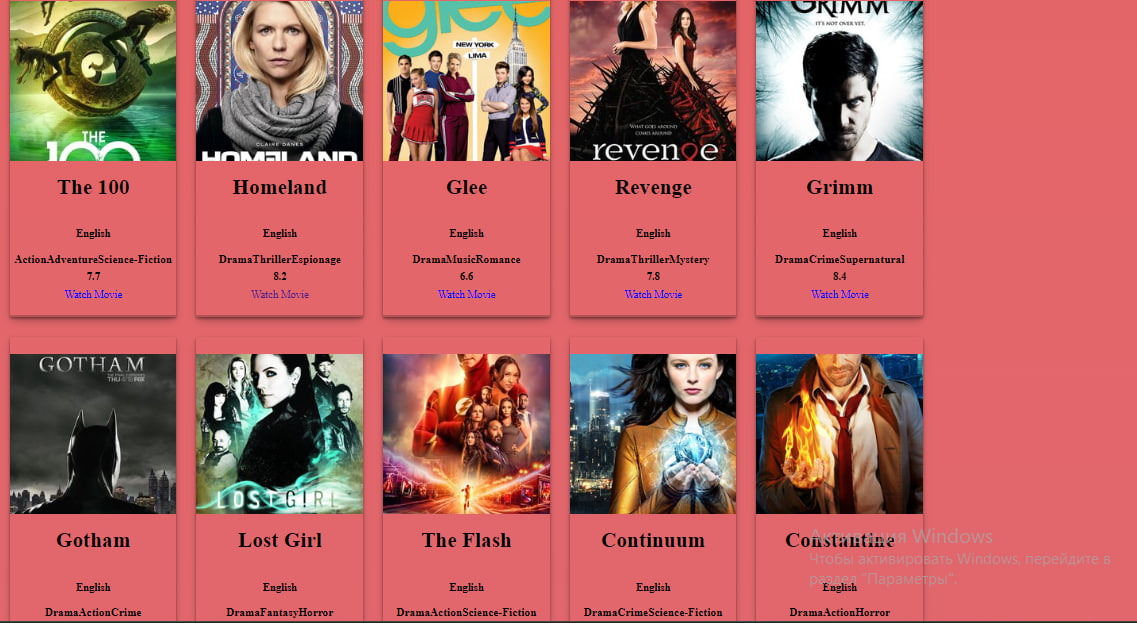 glee
GRIMM
IT'S NOT OVER YET.
NEW YORK
LIMA
THE
100
CLAIRE DANES
HOMELAND
WHAT GOES AROUND
COMES AROUND
revenge
The 100
Homeland
Glee
Revenge
Grimm
English
English
English
English
English
ActionAdventureScience-Fiction
DramaThrillerEspionage
DramaMusicRomance
DramaThrillerMystery
DramaCrimeSupernatural
7.7
8.2
6.6
7.8
8.4
Watch Movie
Watch Movie
Watch Movie
Watch Movie
Watch Movie
GOTHAM
THU 4/18 FOX
LOST GIRL
Gotham
Lost Girl
The Flash
Continuum
Constantine
Активация Windows
Чтобы активировать Windows, перейдите в
раздел "Параметры".
English
English
English
English
English
DramaActionCrime
DramaFantasyHorror
DramaActionScience-Fiction
DramaCrimeScience-Fiction
DramaActionHorror